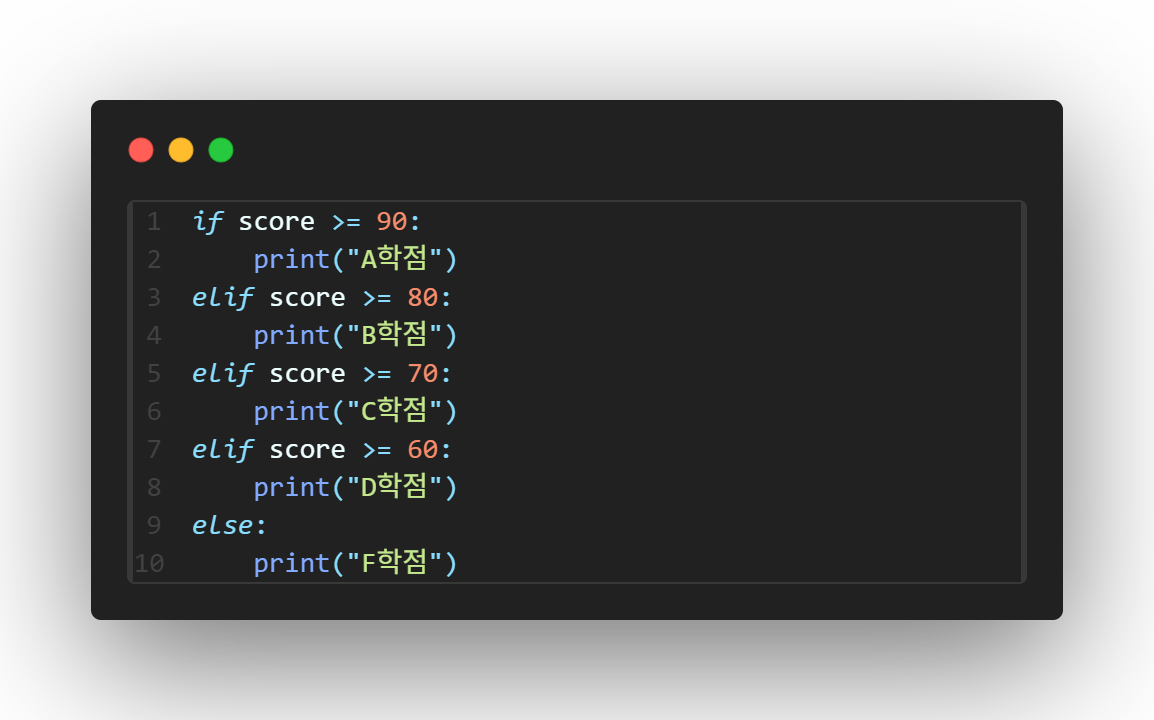 1 if score >= 90:
2     print("A학점")
3 elif score >= 80:
4     print("B학점")
5 elif score >= 70:
6     print("C학점")
7 elif score >= 60:
8     print("D학점")
9 else:
10     print("F학점")